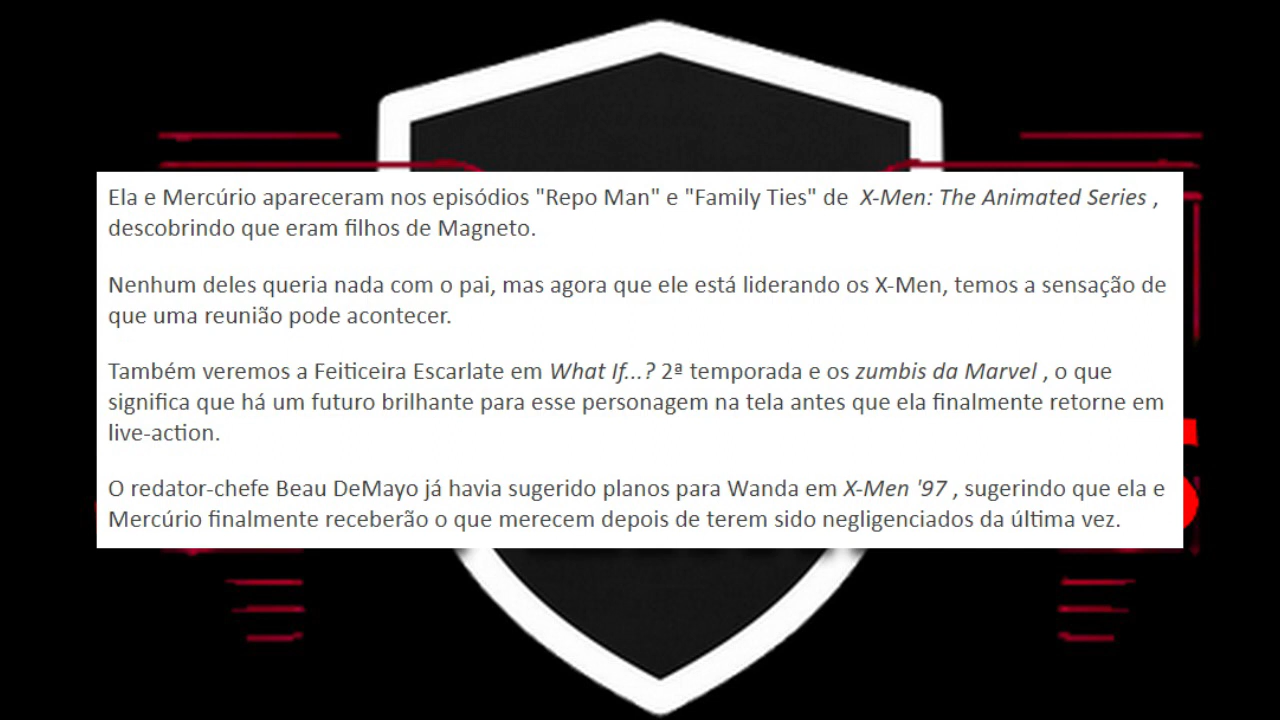 Ela e Mercúrio apareceram nos episódios "Repo Man" e "Family Ties" de X-Men: The Animated Series ,
descobrindo que eram filhos de Magneto.
Nenhum deles queria nada com o pai, mas agora que ele está liderando os X-Men, temos a sensação de
que uma reunião pode acontecer.
Também veremos a Feiticeira Escarlate em What If...? 2ª temporada e os zumbis da Marvel , o que
significa que há um futuro brilhante para esse personagem na tela antes que ela finalmente retorne em
live-action.
O redator-chefe Beau DeMayo já havia sugerido planos para Wanda em X-Men '97 , sugerindo que ela e
Mercúrio finalmente receberão o que merecem depois de terem sido negligenciados da última vez.